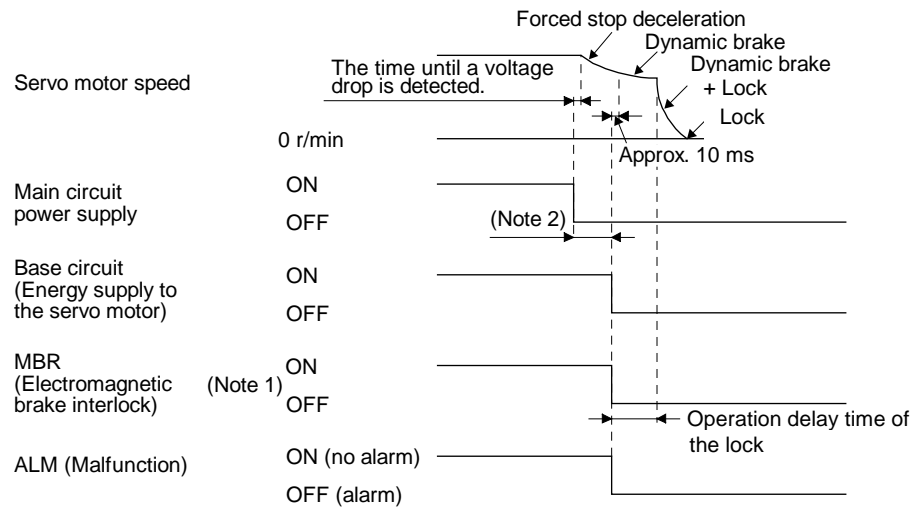 Forced stop deceleration
Dynamic brake
Dynamic brake
+ Lock
Lock
The time until a voltage
drop is detected.
Servo motor speed
0 r/min
Approx. 10 ms
Main circuit
power supply
ON
OFF
(Note 2)
Base circuit
(Energy supply to
the servo motor)
ON
OFF
MBR
(Electromagnetic
brake interlock)
(Note 1)
ON
OFF
Operation delay time of
the lock
ALM (Malfunction)
ON (no alarm)
OFF (alarm)